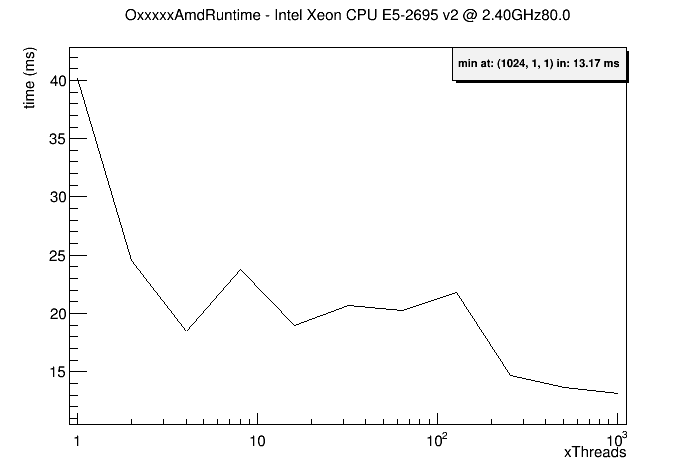 OxxxxxAmdRuntime - Intel Xeon CPU E5-2695 v2 @ 2.40GHz80.0
time (ms)
min at: (1024, 1, 1) in: 13.17 ms
40
35
30
25
20
15
1 10 10² 10³
xThreads